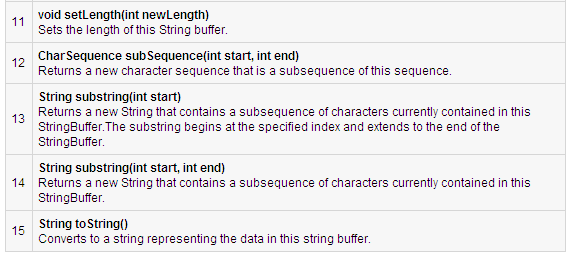 11
void setLength(int newLength)
Sets the length of this String buffer.
12
CharSequence subSequence(int start, int end)
Returns a new character sequence that is a subsequence of this sequence.
13
String substring(int start)
Returns a new String that contains a subsequence of characters currently contained in this
StringBuffer.The substring begins at the specified index and extends to the end of the
StringBuffer.
14
String substring(int start, int end)
Returns a new String that contains a subsequence of characters currently contained in this
StringBuffer.
15
String toString()
Converts to a string representing the data in this string buffer.